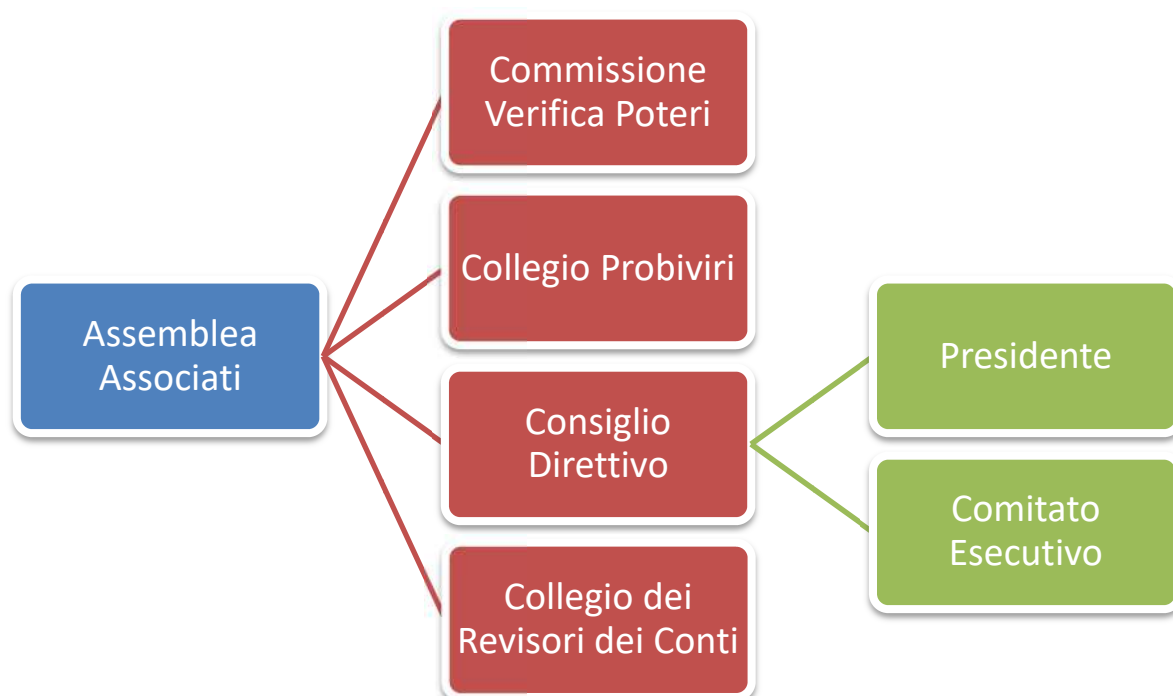 Assemblea
Associati
Commissione
Verifica Poteri
Collegio Probiviri
Consiglio
Direttivo
Collegio dei
Revisori dei Conti
Presidente
Comitato
Esecutivo